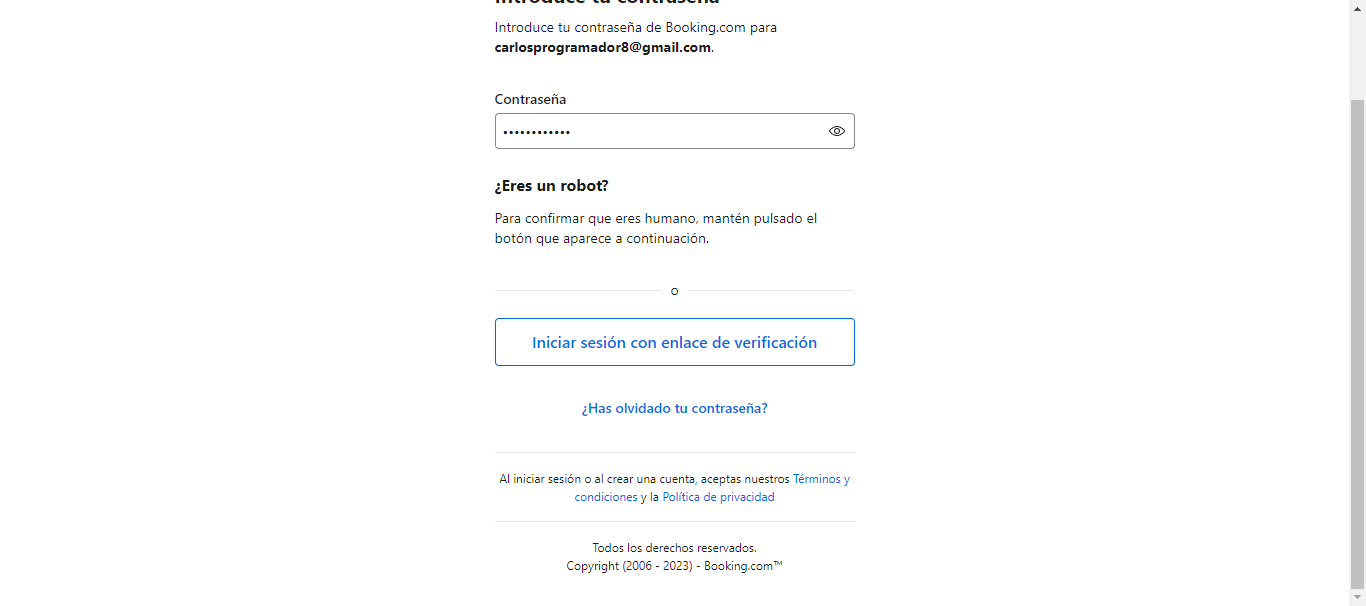 Introduce tu contraseña
Introduce tu contraseña de Booking.com para
carlosprogramador8@gmail.com.
Contraseña
••••••••••••
¿Eres un robot?
Para confirmar que eres humano, mantén pulsado el
botón que aparece a continuación.
o
Iniciar sesión con enlace de verificación
¿Has olvidado tu contraseña?
Al iniciar sesión o al crear una cuenta, aceptas nuestros Términos y
condiciones y la Política de privacidad
Todos los derechos reservados.
Copyright (2006 - 2023) - Booking.com™